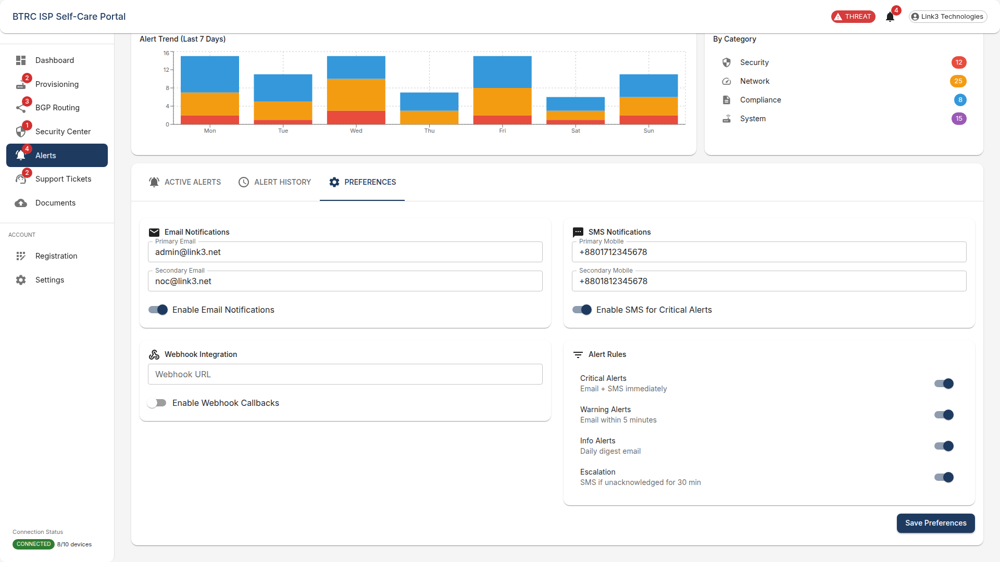 BTRC ISP Self-Care Portal
THREAT
4
Link3 Technologies
Dashboard
2
Provisioning
3
BGP Routing
1
Security Center
4
Alerts
2
Support Tickets
Documents
ACCOUNT
Registration
Settings
Connection Status
CONNECTED 8/10 devices
Alert Trend (Last 7 Days)
16
12
8
4
0
Mon Tue Wed Thu Fri Sat Sun
By Category
Security 12
Network 25
Compliance 8
System 15
ACTIVE ALERTS
ALERT HISTORY
PREFERENCES
Email Notifications
Primary Email
admin@link3.net
Secondary Email
noc@link3.net
Enable Email Notifications
SMS Notifications
Primary Mobile
+8801712345678
Secondary Mobile
+8801812345678
Enable SMS for Critical Alerts
Webhook Integration
Webhook URL
Enable Webhook Callbacks
Alert Rules
Critical Alerts
Email + SMS immediately
Warning Alerts
Email within 5 minutes
Info Alerts
Daily digest email
Escalation
SMS if unacknowledged for 30 min
Save Preferences